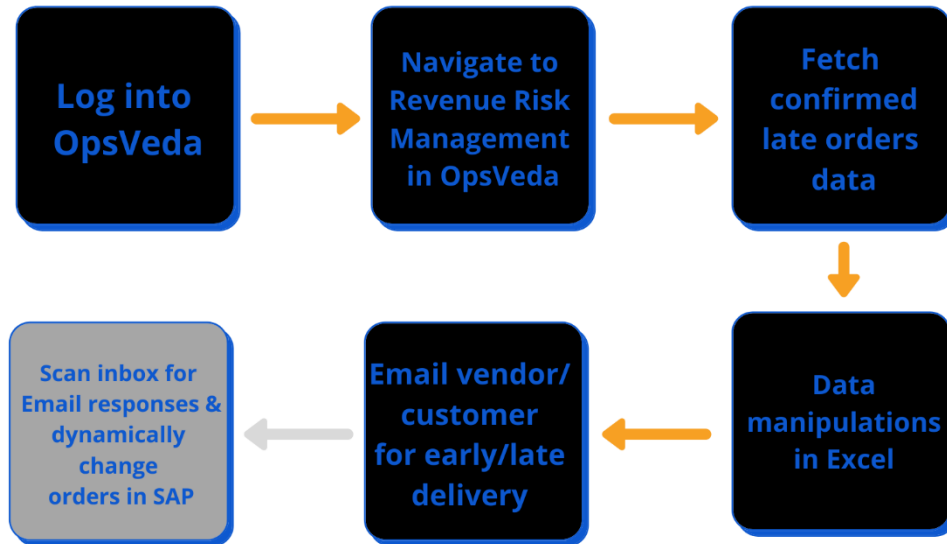 Log into
OpsVeda
Navigate to
Revenue Risk
Management
in OpsVeda
Fetch
confirmed
late orders
data
Scan inbox for
Email responses &
dynamically
change
orders in SAP
Email vendor/
customer
for early/late
delivery
Data
manipulations
in Excel